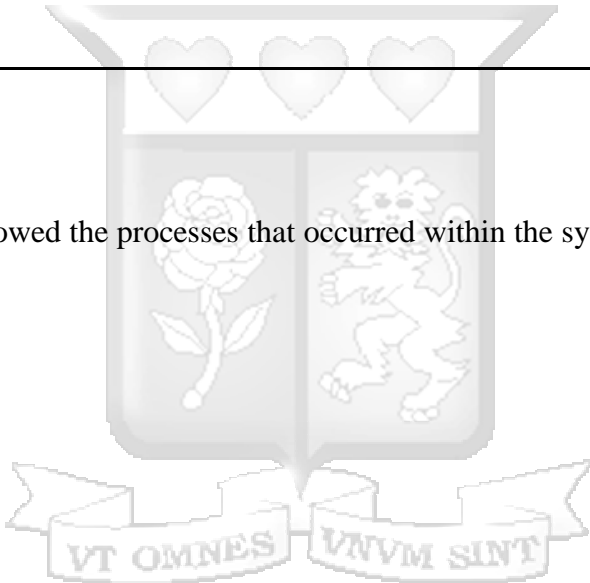 owed the processes that occurred within the sy
VT OMNES VNVM SINT